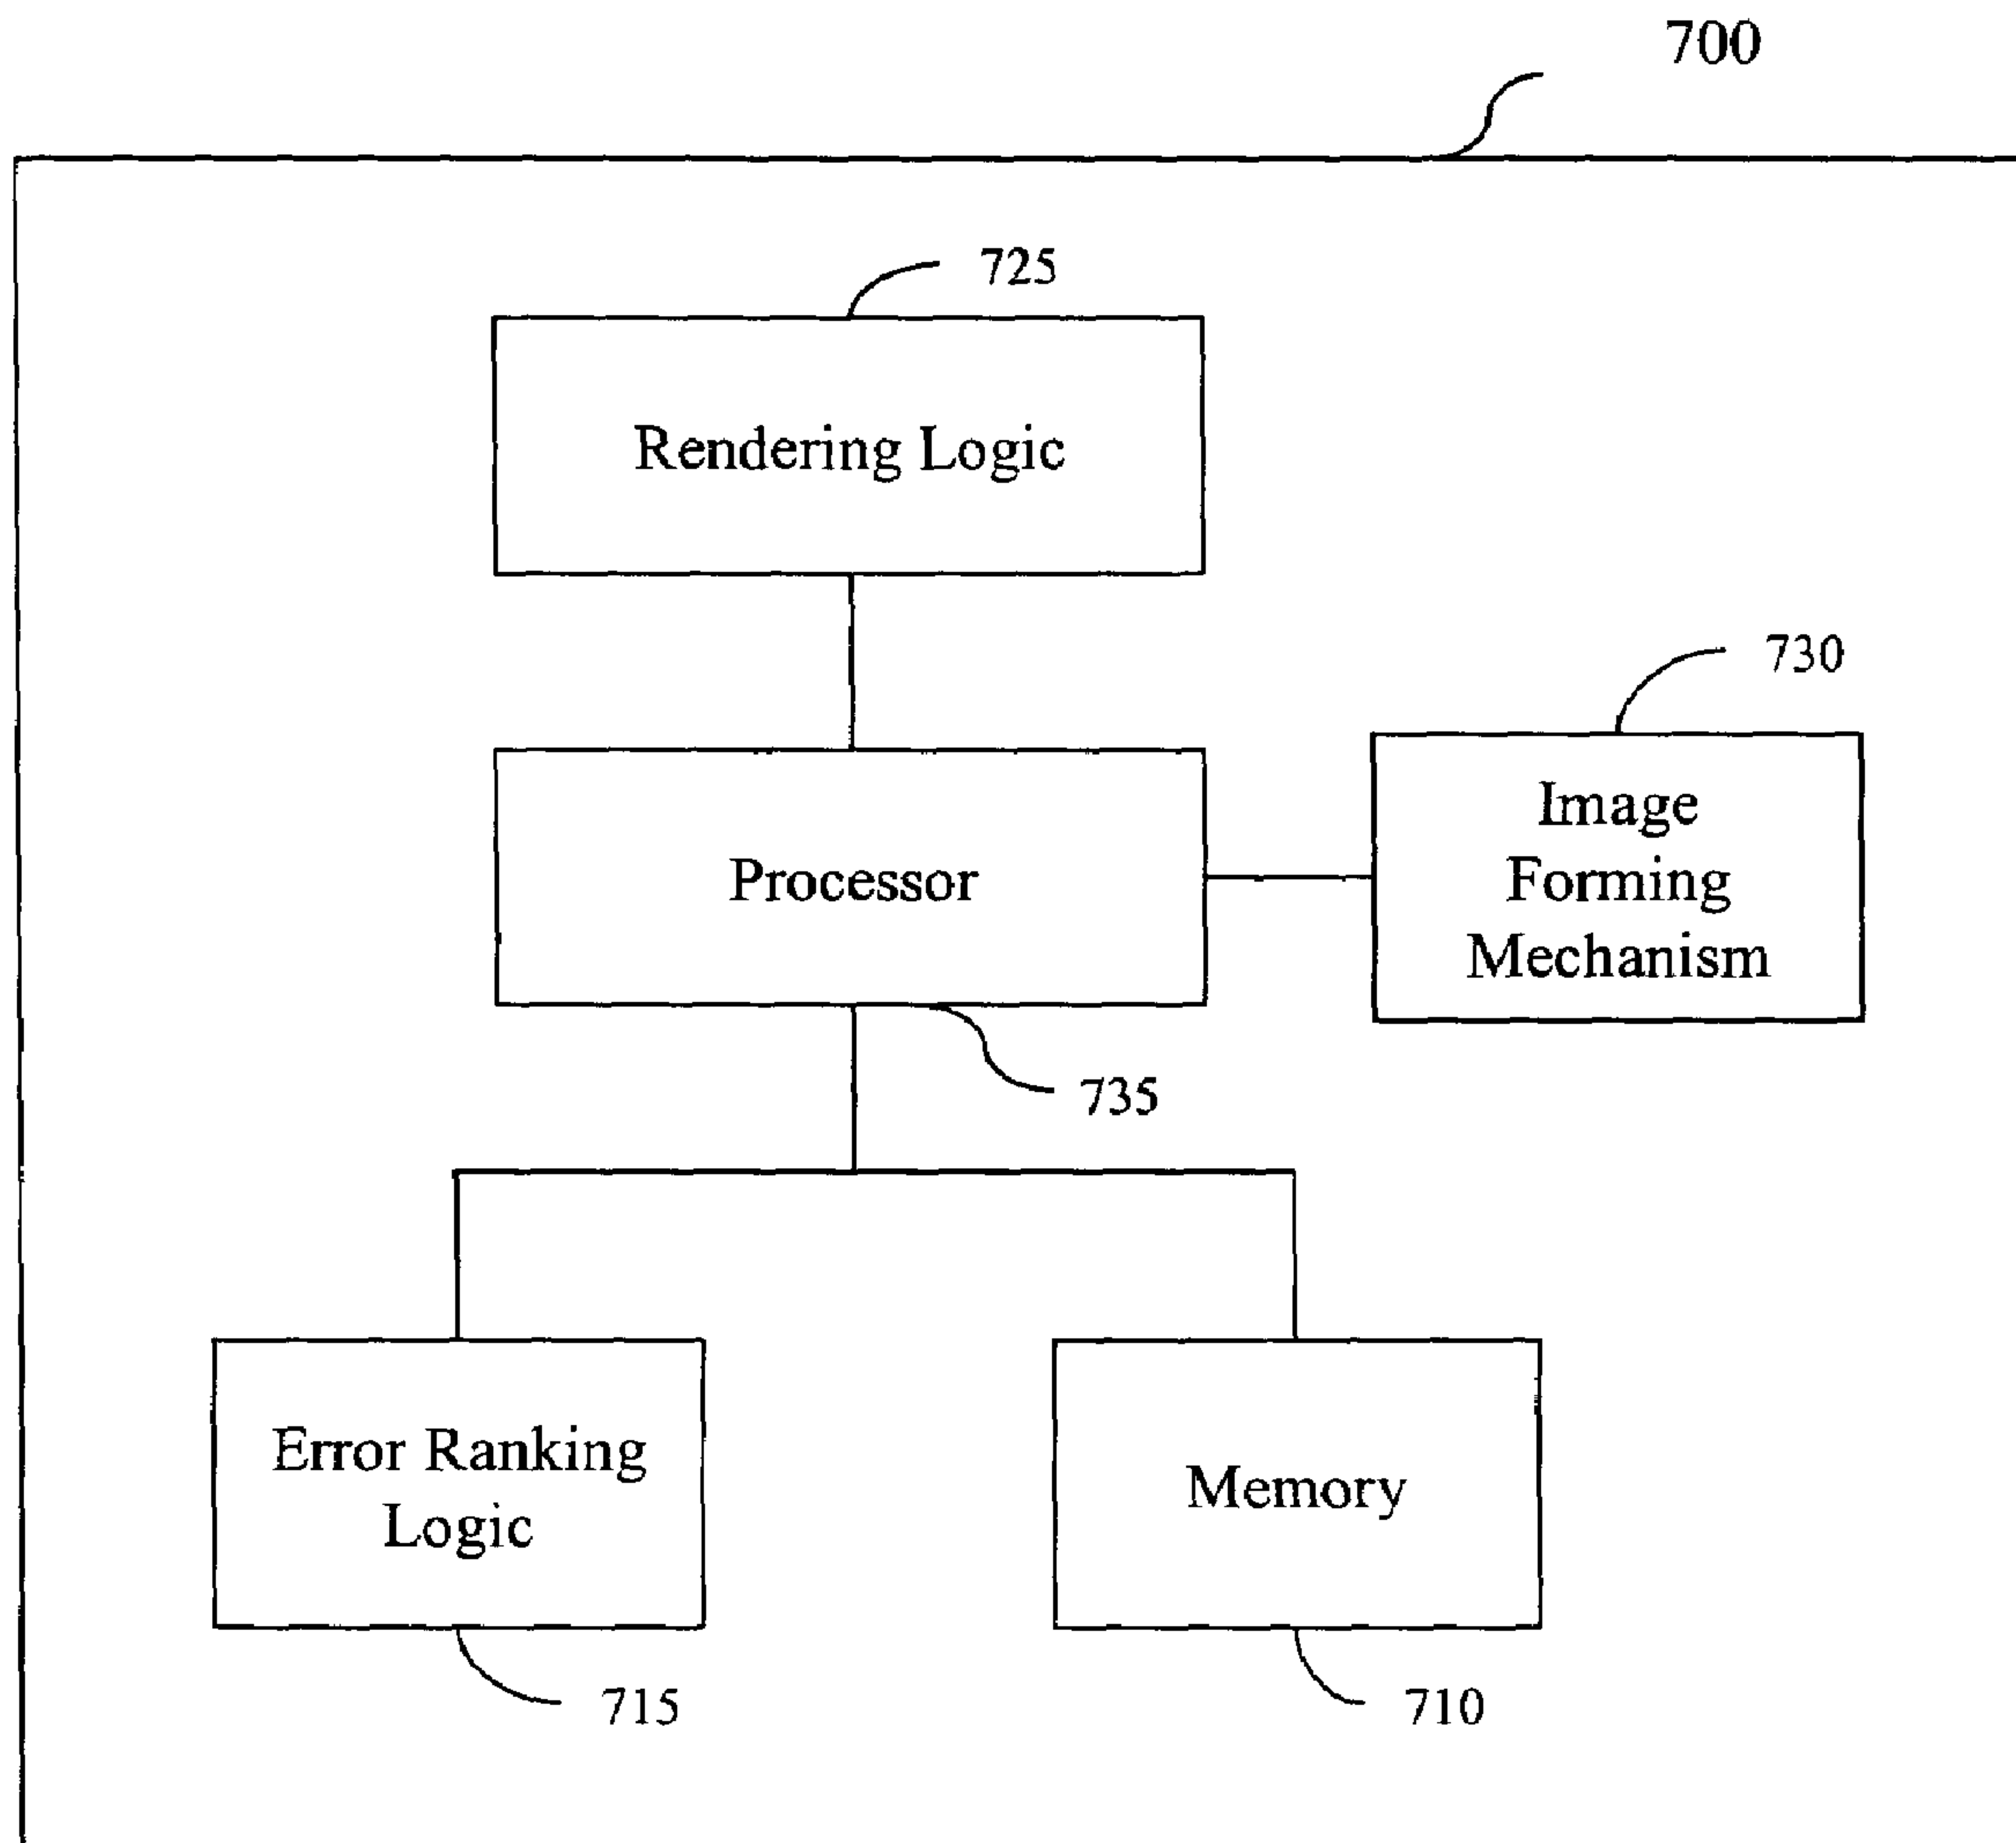 700
725
Rendering Logic
730
Image
Forming
Mechanism
Processor
735
Error Ranking
Logic
Memory
715
710